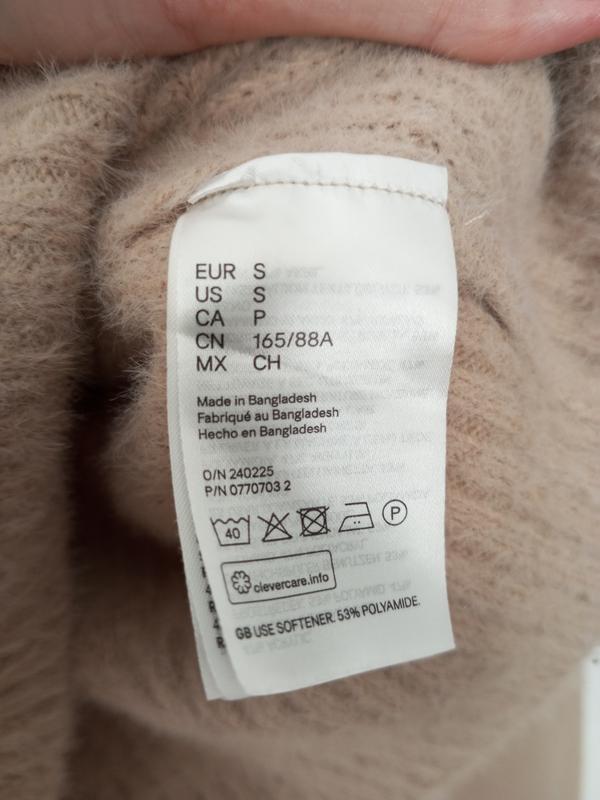 EUR S
US S
CA P
CN 165/88A
MX CH
Made in Bangladesh
Fabriqué au Bangladesh
Hecho en Bangladesh
O/N 240225
P/N 0770703 2
40
P
clevercare.info
GB USE SOFTENER. 53% POLYAMIDE.